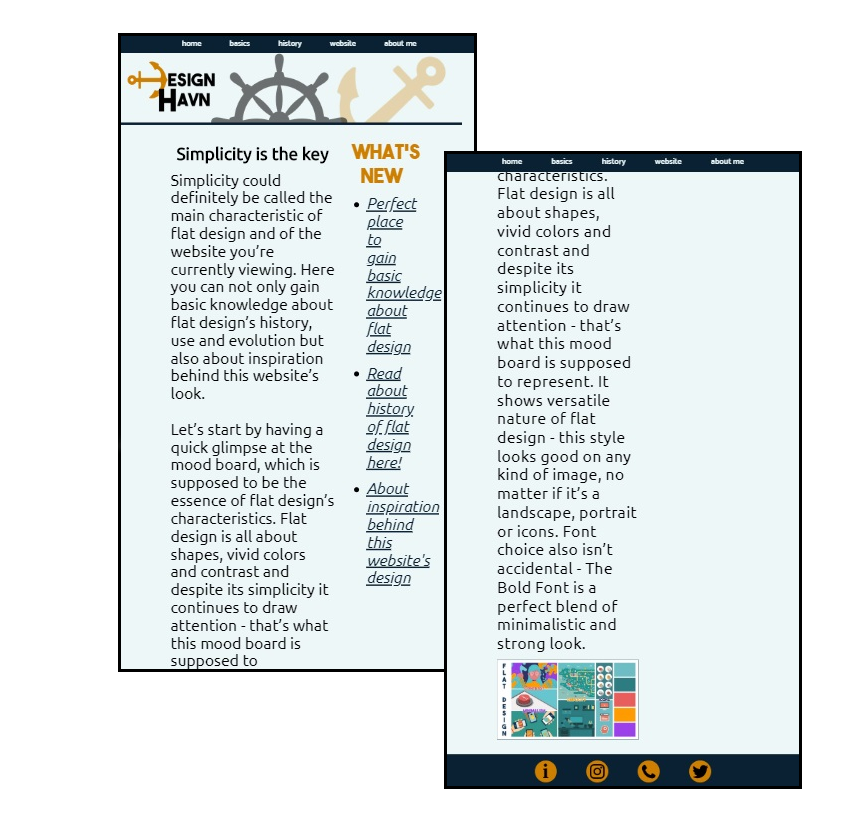 home basics history website about me
DESIGN
HAVN
Simplicity is the key
Simplicity could
definitely be called the
main characteristic of
flat design and of the
website you’re
currently viewing. Here
you can not only gain
basic knowledge about
flat design’s history,
use and evolution but
also about inspiration
behind this website’s
look.
Let’s start by having a
quick glimpse at the
mood board, which is
supposed to be the
essence of flat design’s
characteristics. Flat
design is all about
shapes, vivid colors
and contrast and
despite its simplicity it
continues to draw
attention - that’s what
this mood board is
supposed to
WHAT'S
NEW
• Perfect
place
to
gain
basic
knowledge
about
flat
design
• Read
about
history
of flat
design
here!
• About
inspiration
behind
this
website's
design
home basics history website about me
characteristics.
Flat design is all
about shapes,
vivid colors and
contrast and
despite its
simplicity it
continues to draw
attention - that’s
what this mood
board is supposed
to represent. It
shows versatile
nature of flat
design - this style
looks good on any
kind of image, no
matter if it’s a
landscape, portrait
or icons. Font
choice also isn’t
accidental - The
Bold Font is a
perfect blend of
minimalistic and
strong look.
FLAT DESIGN